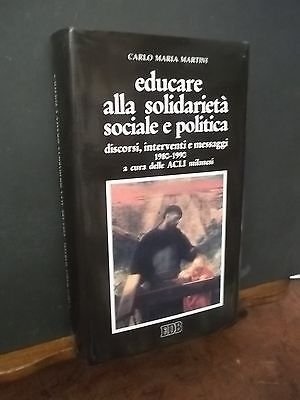 CARLO MARIA MARTINI
educare
alla solidarietà
sociale e politica
discorsi, interventi e messaggi
1980-1990
a cura delle ACLI milanesi
EDB